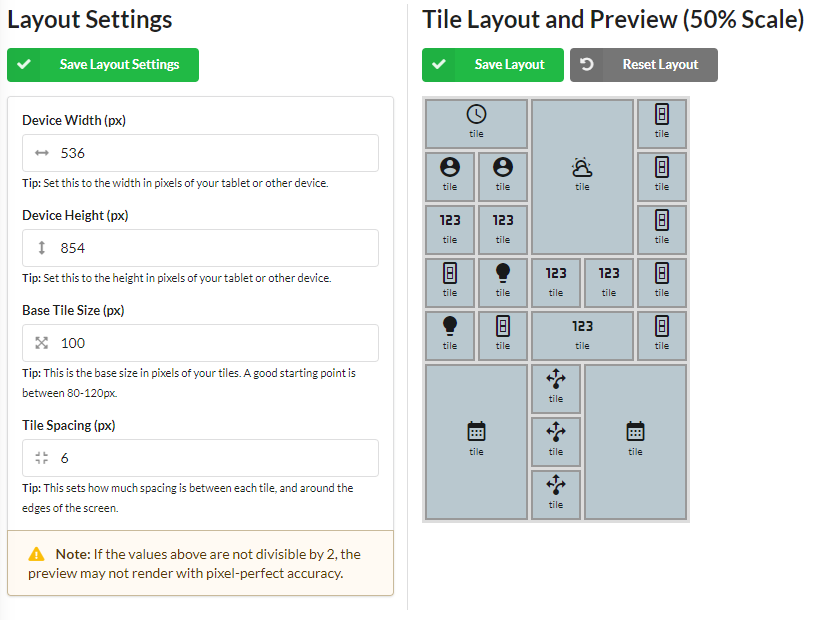 Layout Settings
Save Layout Settings
Device Width (px)
536
Tip: Set this to the width in pixels of your tablet or other device.
Device Height (px)
854
Tip: Set this to the height in pixels of your tablet or other device.
Base Tile Size (px)
100
Tip: This is the base size in pixels of your tiles. A good starting point is
between 80-120px.
Tile Spacing (px)
6
Tip: This sets how much spacing is between each tile, and around the
edges of the screen.
Note: If the values above are not divisible by 2, the
preview may not render with pixel-perfect accuracy.
Tile Layout and Preview (50% Scale)
Save Layout
Reset Layout
tile
tile
tile
tile
tile
tile
123
123
tile
tile
tile
123
123
tile
tile
tile
tile
tile
123
tile
tile
tile
tile
tile
tile
tile
tile
tile